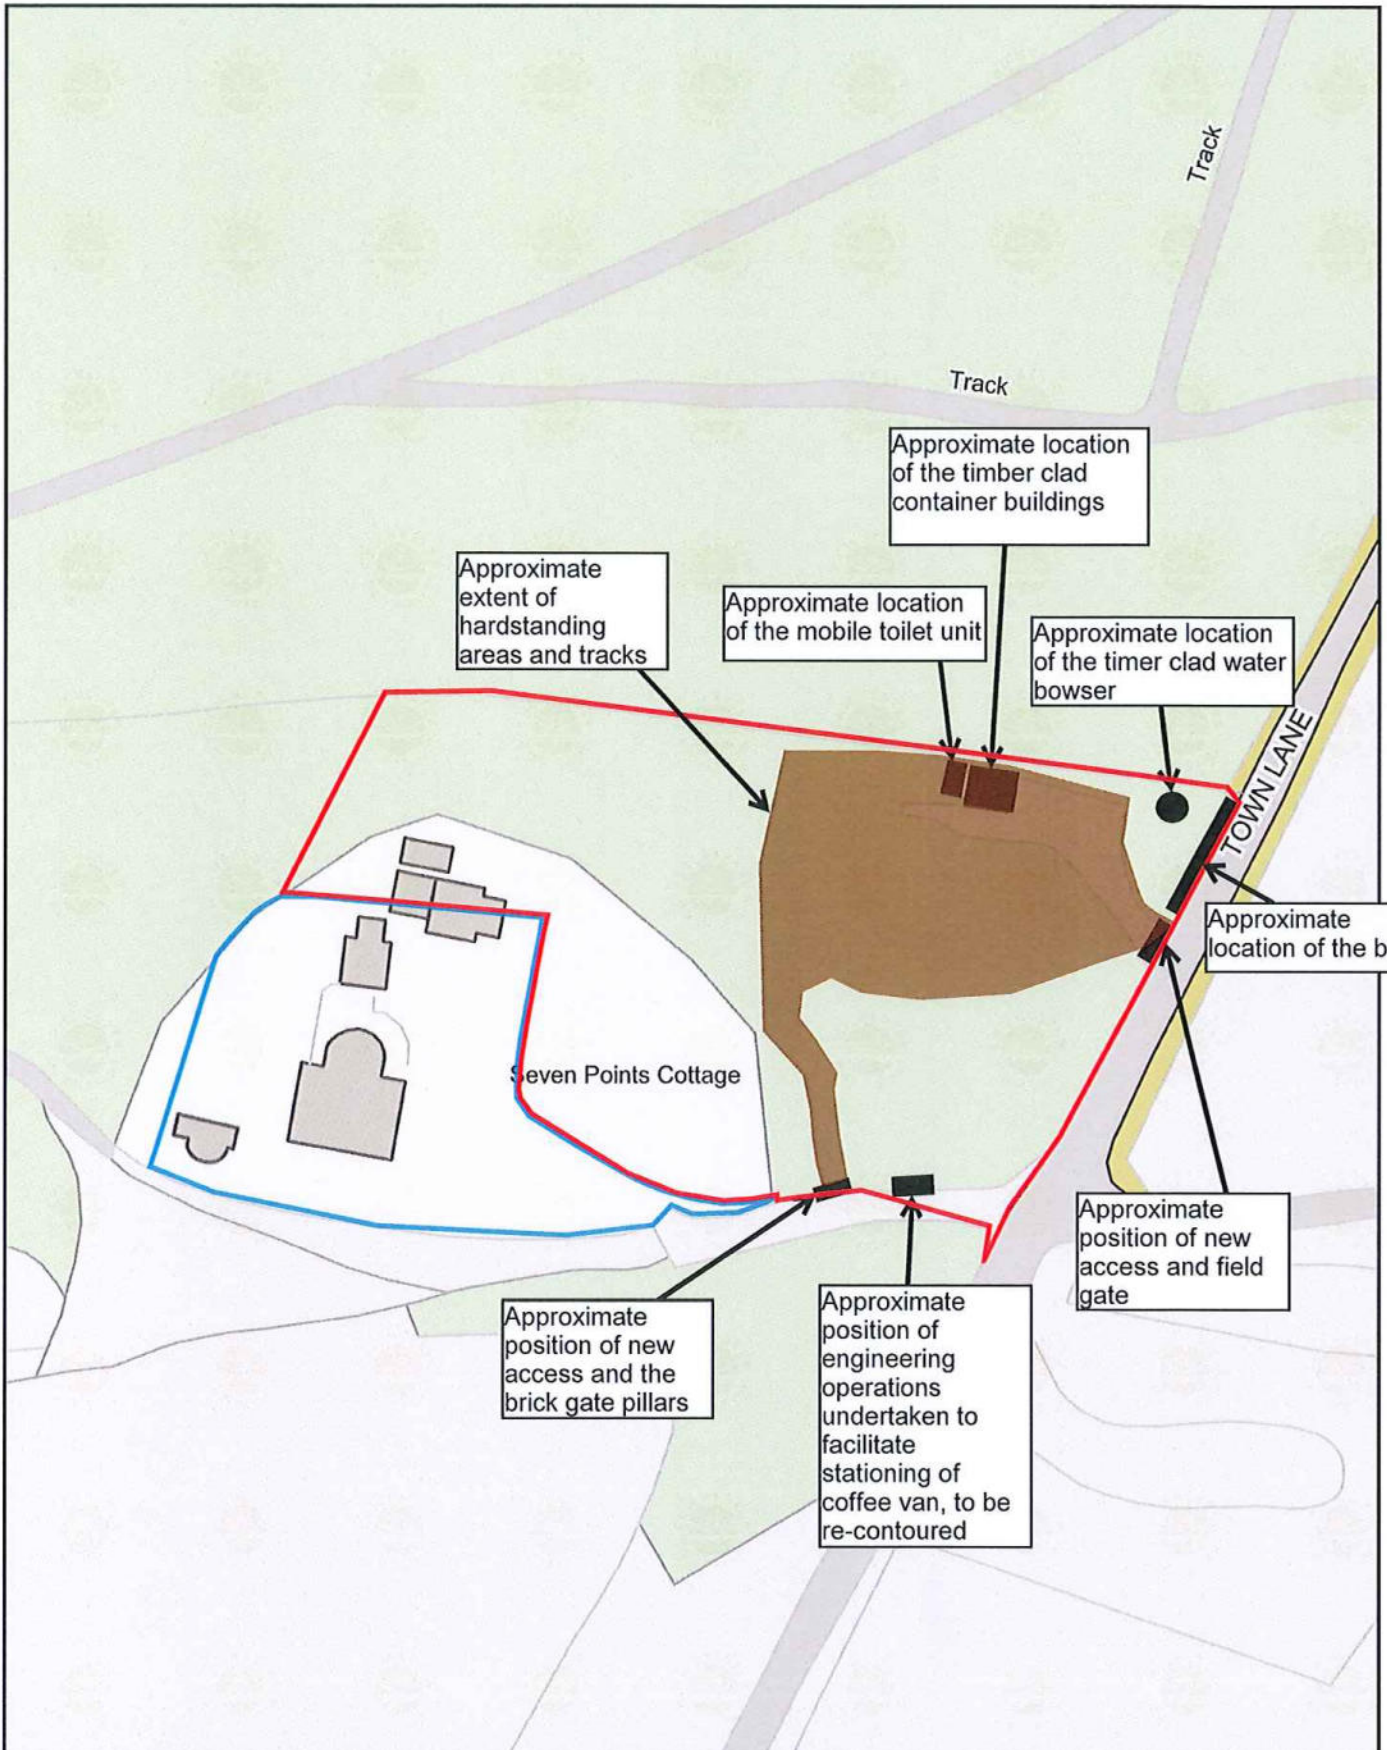 Track
Track
Approximate location
of the timber clad
container buildings
Approximate
extent of
hardstanding
areas and tracks
Approximate location
of the mobile toilet unit
Approximate location
of the timer clad water
bowser
TOWN LANE
Approximate
location of the b
Seven Points Cottage
Approximate
position of new
access and field
gate
Approximate
position of
engineering
operations
undertaken to
facilitate
stationing of
coffee van, to be
re-contoured
Approximate
position of new
access and the
brick gate pillars